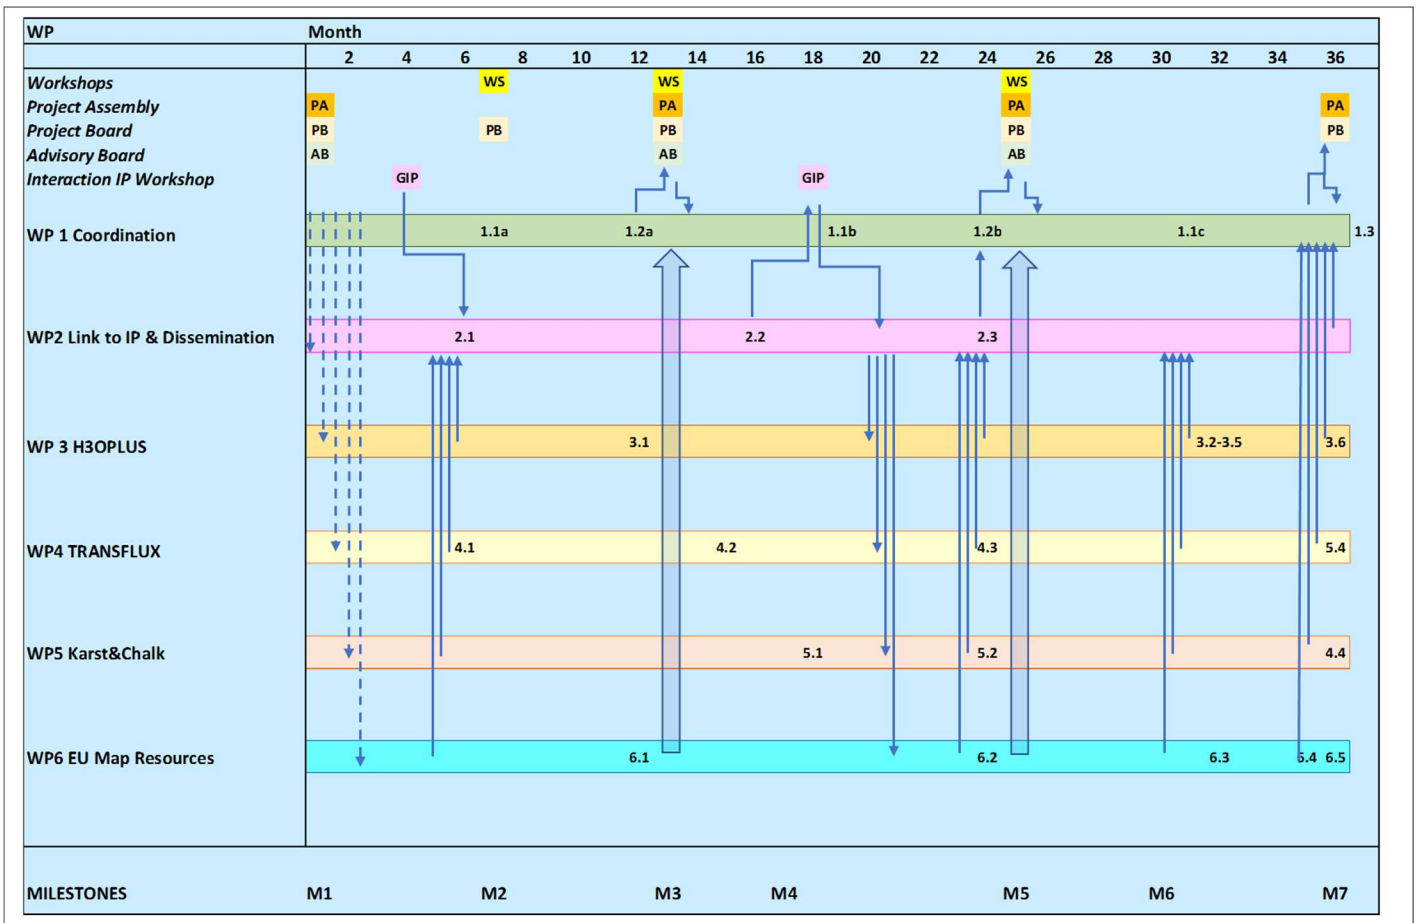 WP Month
2 4 6 8 10 12 14 16 18 20 22 24 26 28 30 32 34 36
Workshops WS WS WS
Project Assembly PA PA PA PA
Project Board PB PB PB PB PB
Advisory Board AB AB AB
Interaction IP Workshop GIP GIP
WP 1 Coordination 1.1a 1.2a 1.1b 1.2b 1.1c 1.3
WP2 Link to IP & Dissemination 2.1 2.2 2.3
WP 3 H3OPLUS 3.1 3.2-3.5 3.6
WP4 TRANSFLUX 4.1 4.2 4.3 5.4
WP5 Karst&Chalk 5.1 5.2 4.4
WP6 EU Map Resources 6.1 6.2 6.3 6.4 6.5
MILESTONES M1 M2 M3 M4 M5 M6 M7